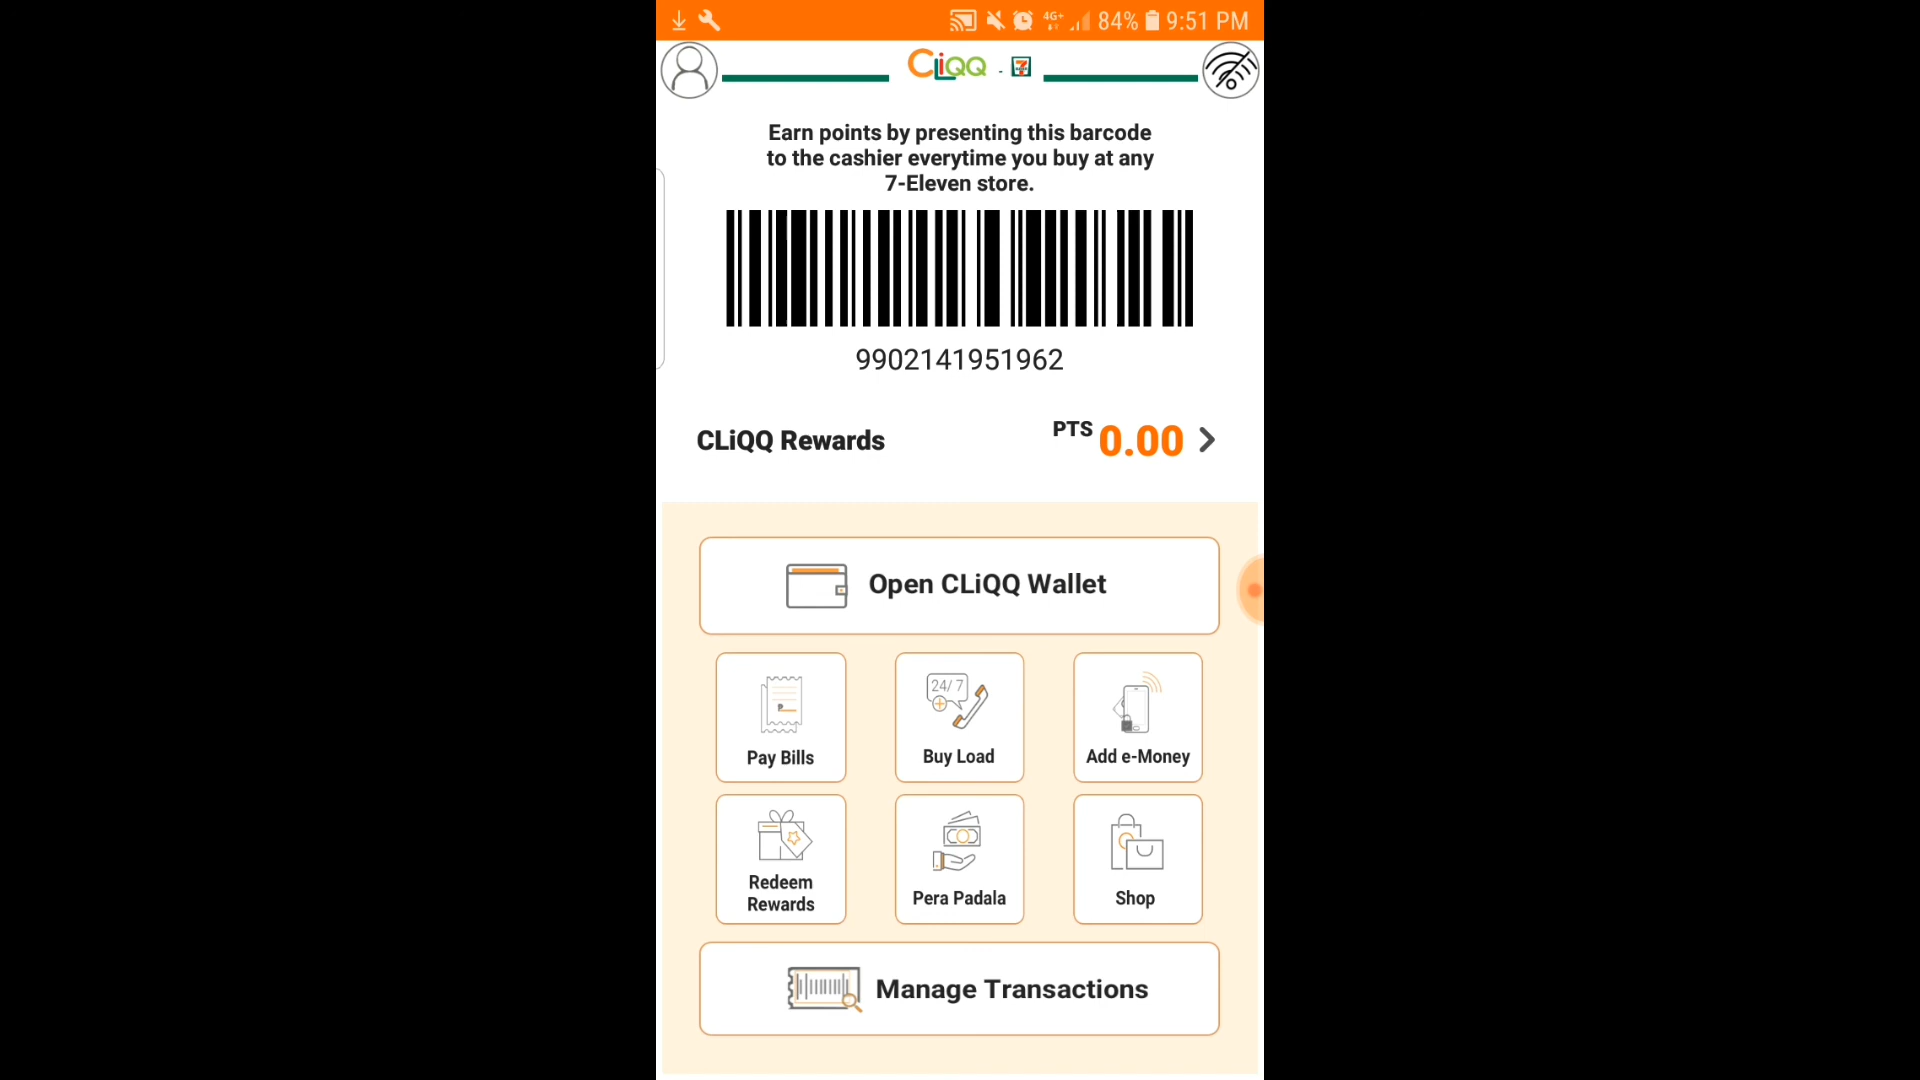 4G+ 84% 9:51 PM
CLiQQ - 7
Earn points by presenting this barcode
to the cashier everytime you buy at any
7-Eleven store.
9902141951962
CLiQQ Rewards PTS 0.00
Open CLiQQ Wallet
24/7
Pay Bills Buy Load Add e-Money
Redeem
Rewards Pera Padala Shop
Manage Transactions